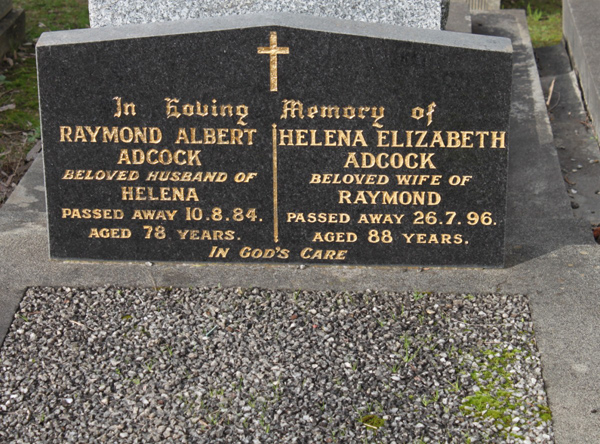 In Loving Memory of
RAYMOND ALBERT
ADCOCK
BELOVED HUSBAND OF
HELENA
PASSED AWAY 10.8.84.
AGED 78 YEARS.
HELENA ELIZABETH
ADCOCK
BELOVED WIFE OF
RAYMOND
PASSED AWAY 26.7.96.
AGED 88 YEARS.
IN GOD'S CARE